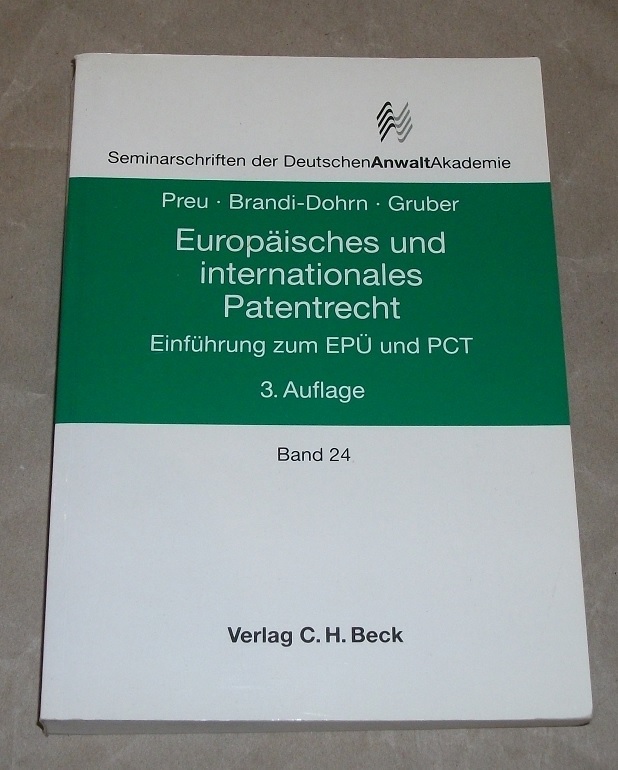 Seminarschriften der DeutschenAnwaltAkademie
Preu · Brandi-Dohrn · Gruber
Europäisches und
internationales
Patentrecht
Einführung zum EPÜ und PCT
3. Auflage
Band 24
Verlag C. H. Beck